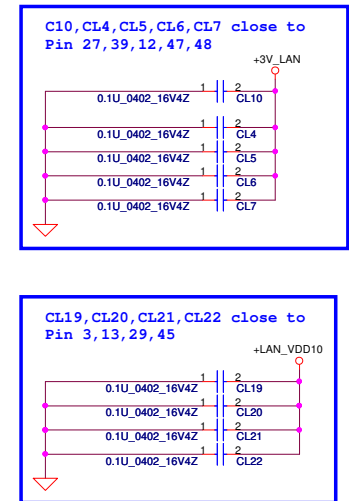 C10,CL4,CL5,CL6,CL7 close to
Pin 27,39,12,47,48
+3V_LAN
1 2
0.1U_0402_16V4Z CL10
1 2
0.1U_0402_16V4Z CL4
1 2
0.1U_0402_16V4Z CL5
1 2
0.1U_0402_16V4Z CL6
1 2
0.1U_0402_16V4Z CL7
CL19,CL20,CL21,CL22 close to
Pin 3,13,29,45
+LAN_VDD10
1 2
0.1U_0402_16V4Z CL19
1 2
0.1U_0402_16V4Z CL20
1 2
0.1U_0402_16V4Z CL21
1 2
0.1U_0402_16V4Z CL22